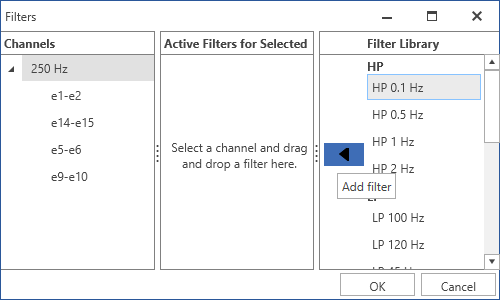 Filters
Channels
Active Filters for Selected
Filter Library
250 Hz
e1-e2
e14-e15
e5-e6
e9-e10
Select a channel and drag
and drop a filter here.
HP
HP 0.1 Hz
HP 0.5 Hz
HP 1 Hz
HP 2 Hz
Add filter
LP 100 Hz
LP 120 Hz
OK
Cancel